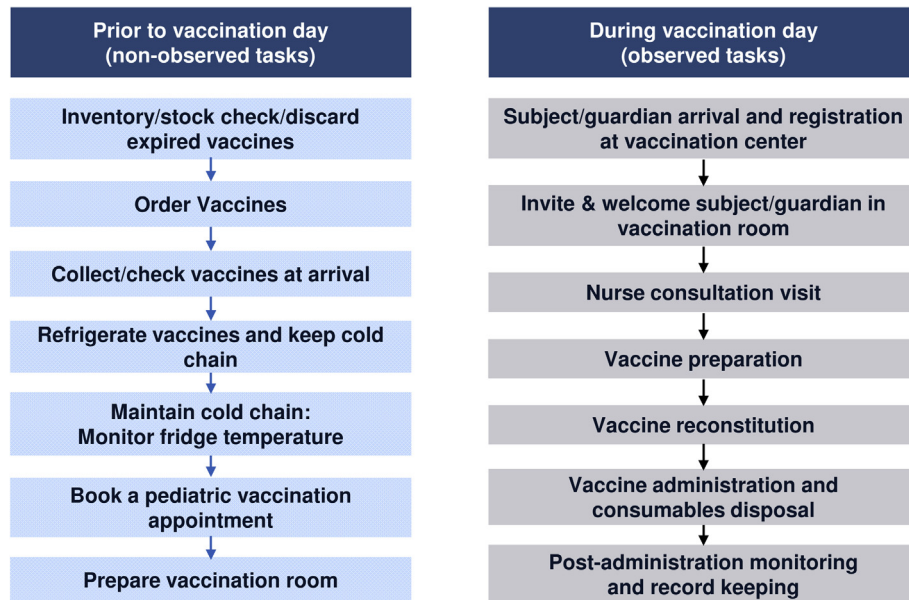 Prior to vaccination day
(non-observed tasks)
Inventory/stock check/discard
expired vaccines
Order Vaccines
Collect/check vaccines at arrival
Refrigerate vaccines and keep cold
chain
Maintain cold chain:
Monitor fridge temperature
Book a pediatric vaccination
appointment
Prepare vaccination room
During vaccination day
(observed tasks)
Subject/guardian arrival and registration
at vaccination center
Invite & welcome subject/guardian in
vaccination room
Nurse consultation visit
Vaccine preparation
Vaccine reconstitution
Vaccine administration and
consumables disposal
Post-administration monitoring
and record keeping